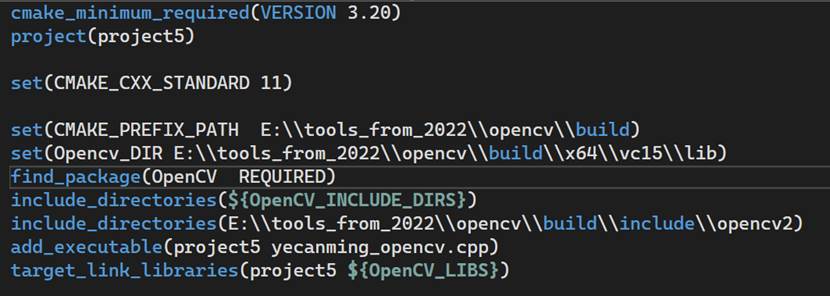 cmake_minimum_required(VERSION 3.20)
project(project5)
set(CMAKE_CXX_STANDARD 11)
set(CMAKE_PREFIX_PATH  E:\\tools_from_2022\\opencv\\build)
set(Opencv_DIR E:\\tools_from_2022\\opencv\\build\\x64\\vc15\\lib)
find_package(OpenCV  REQUIRED)
include_directories(${OpenCV_INCLUDE_DIRS})
include_directories(E:\\tools_from_2022\\opencv\\build\\include\\opencv2)
add_executable(project5 yecanming_opencv.cpp)
target_link_libraries(project5 ${OpenCV_LIBS})